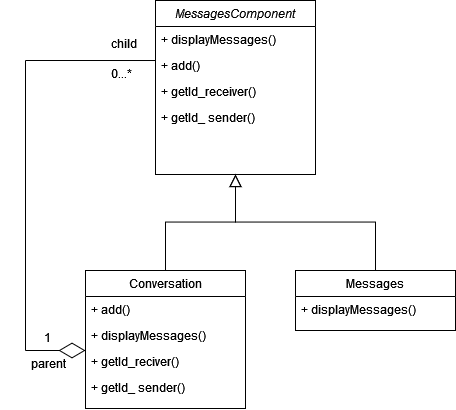 MessagesComponent
+ displayMessages()
+ add()
+ getId_receiver()
+ getId_ sender()
child
0...*
Conversation
+ add()
+ displayMessages()
+ getId_reciver()
+ getId_ sender()
Messages
+ displayMessages()
1
parent